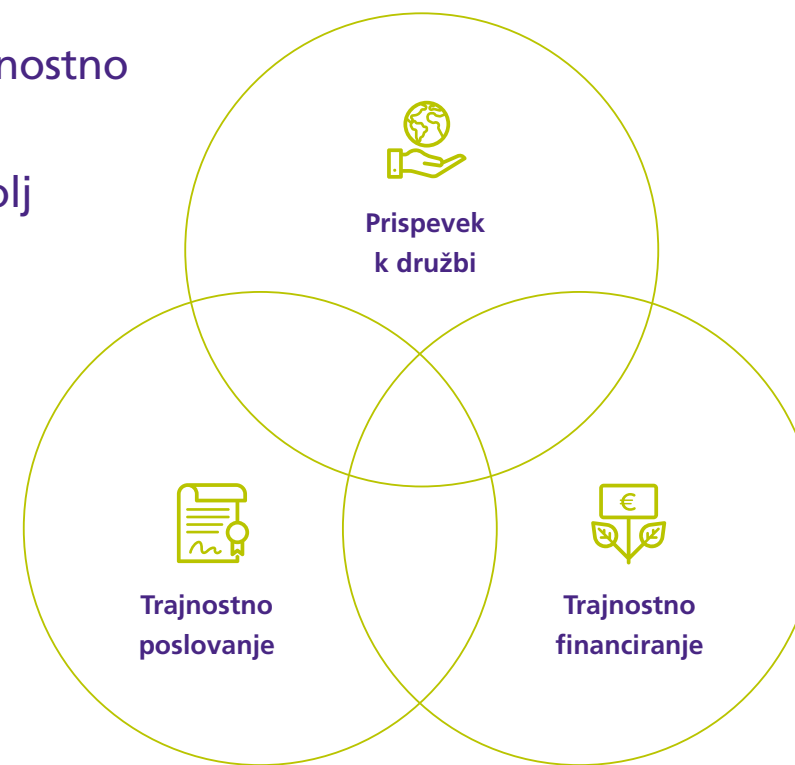 nostno
olj
Prispevek
k družbi
€
Trajnostno
poslovanje
Trajnostno
financiranje